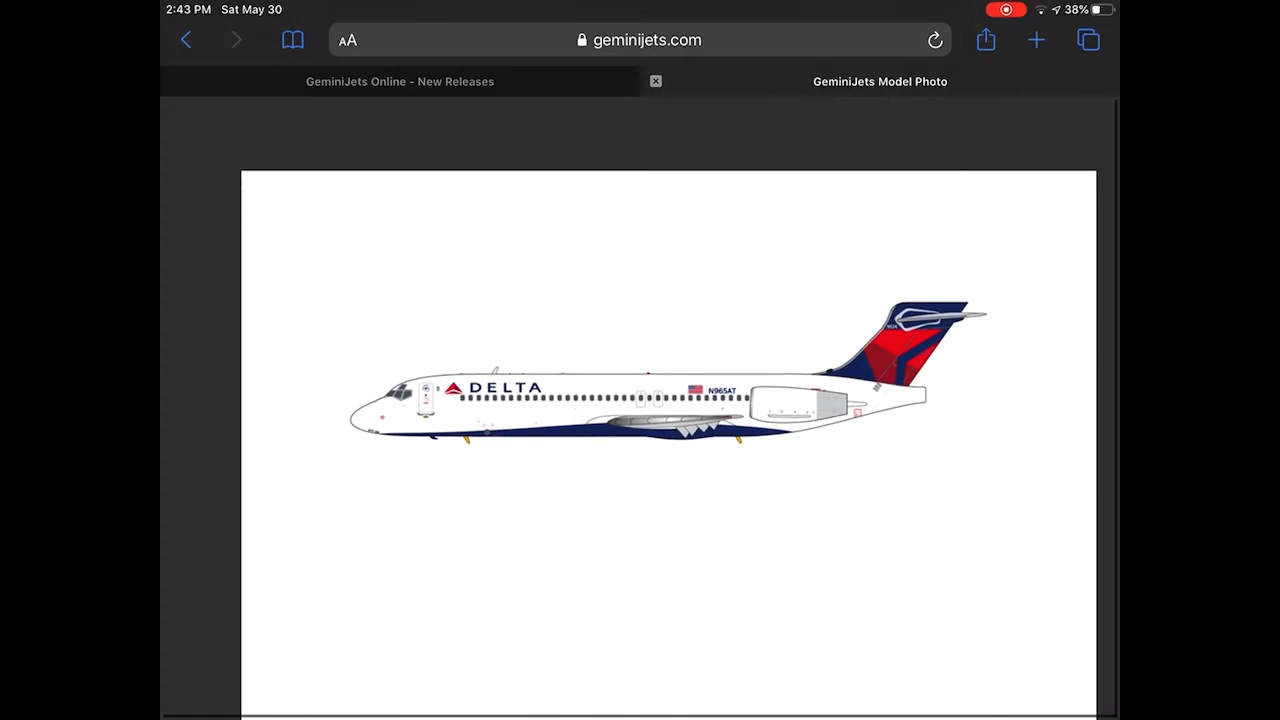 2:43 PM Sat May 30 38%
AA geminijets.com
GeminiJets Online - New Releases GeminiJets Model Photo
DELTA N965AT